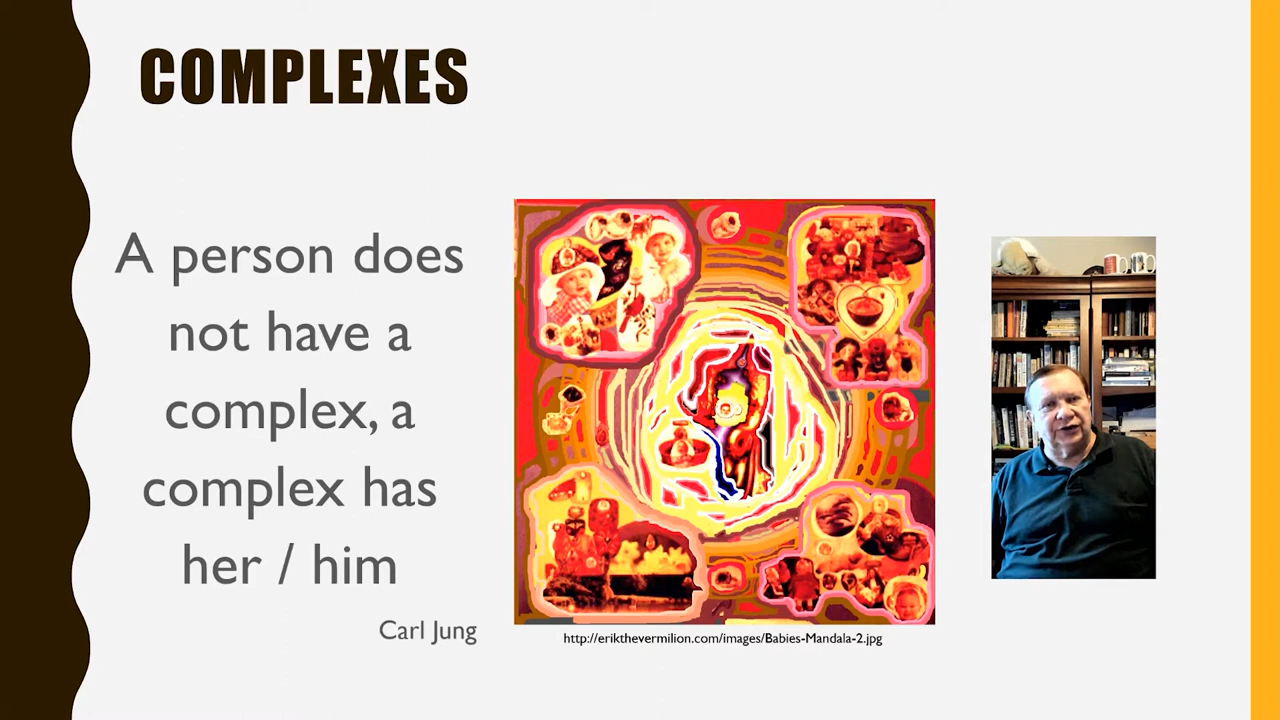 COMPLEXES
A person does
not have a
complex, a
complex has
her / him
Carl Jung
http://erikthevermilion.com/images/Babies-Mandala-2.jpg